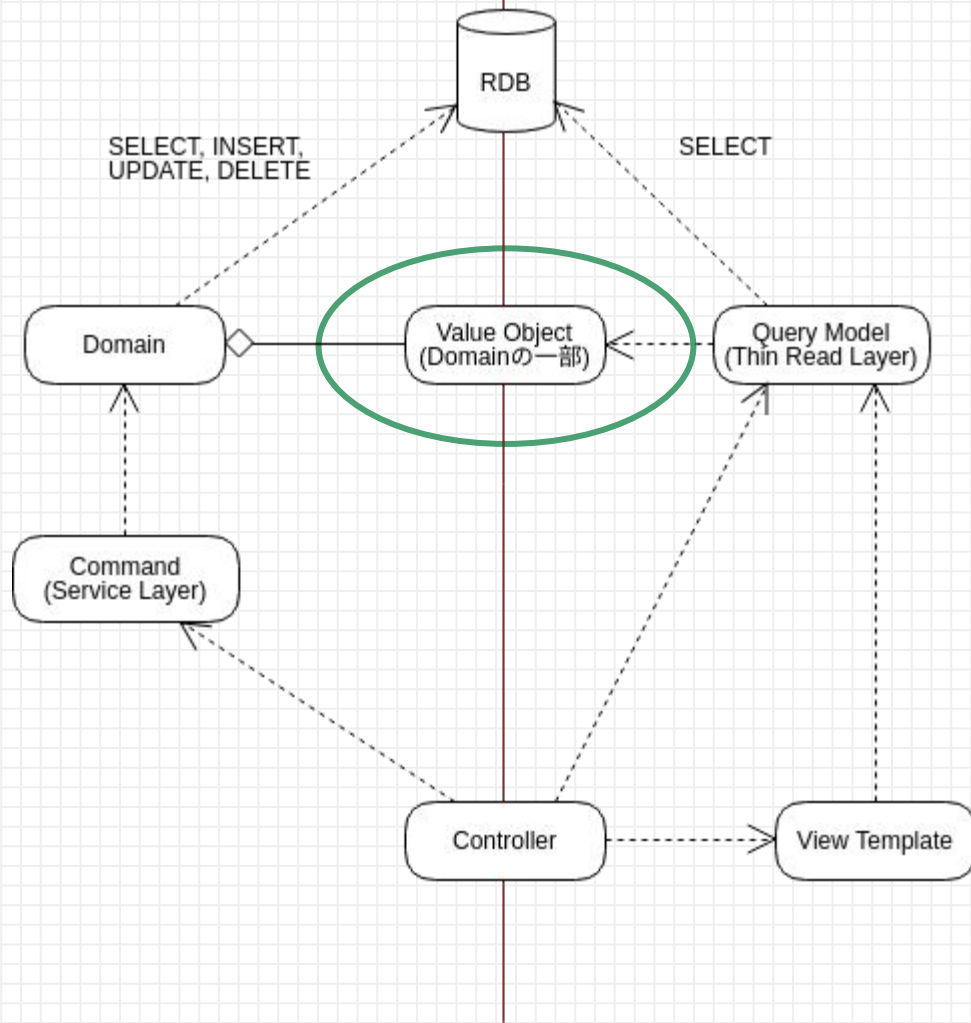 RDB
SELECT, INSERT,
UPDATE, DELETE
SELECT
Domain
Value Object
(Domainの一部)
Query Model
(Thin Read Layer)
Command
(Service Layer)
Controller
View Template